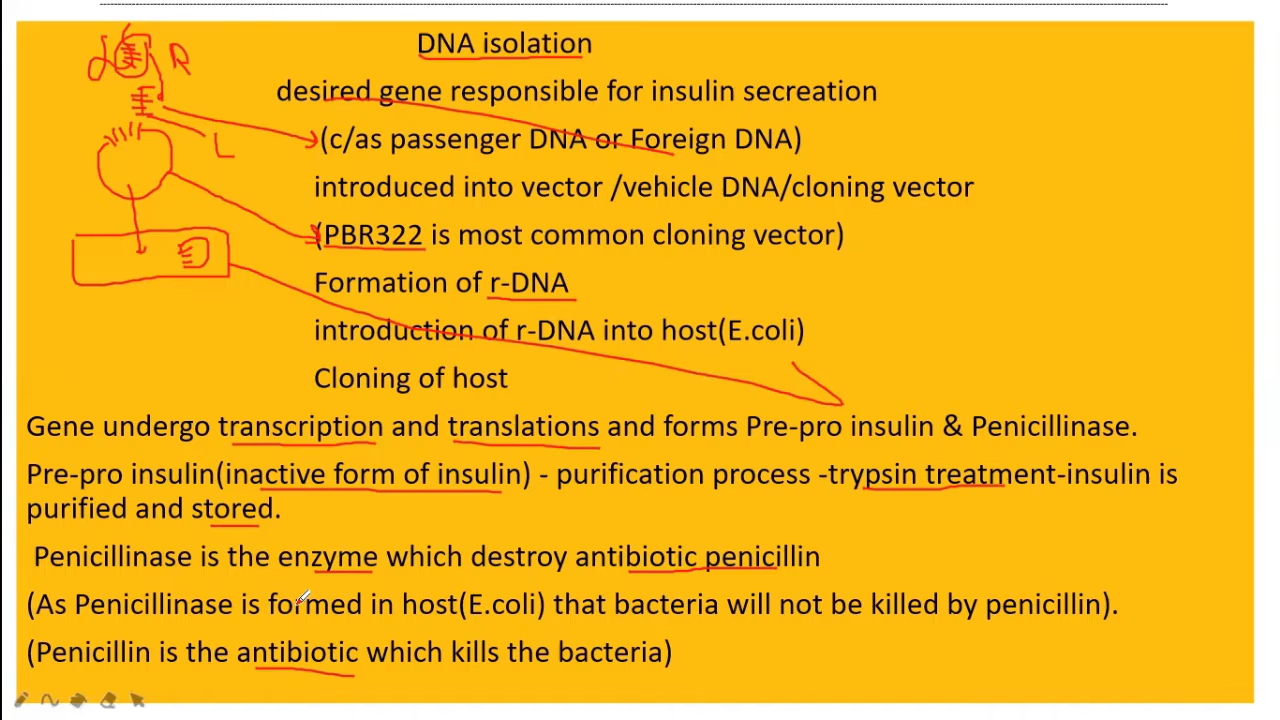 DNA isolation
desired gene responsible for insulin secreation
(c/as passenger DNA or Foreign DNA)
introduced into vector /vehicle DNA/cloning vector
(PBR322 is most common cloning vector)
Formation of r-DNA
introduction of r-DNA into host(E.coli)
Cloning of host
Gene undergo transcription and translations and forms Pre-pro insulin & Penicillinase.
Pre-pro insulin(inactive form of insulin) - purification process -trypsin treatment-insulin is
purified and stored.
Penicillinase is the enzyme which destroy antibiotic penicillin
(As Penicillinase is formed in host(E.coli) that bacteria will not be killed by penicillin).
(Penicillin is the antibiotic which kills the bacteria)
R
L